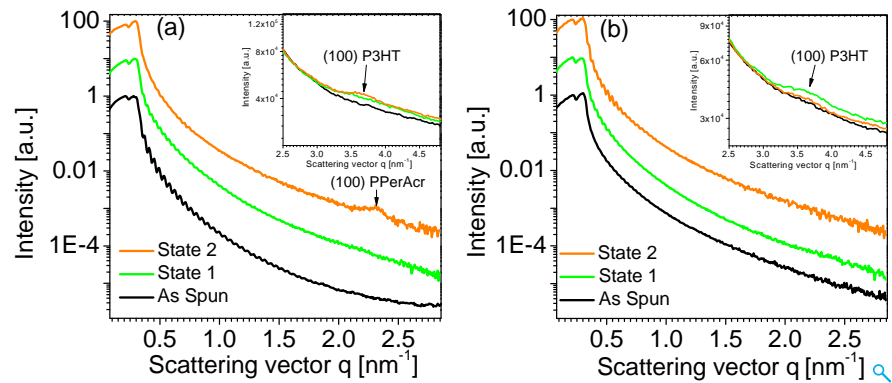 (a)
Intensity [a.u.]
100
1
0.01
1E-4
0.5
1.0
1.5
2.0
2.5
Scattering vector q [nm⁻¹]
State 2
State 1
As Spun
(100) PPerAcr
(100) P3HT
Intensity [a.u.]
1.2x10⁵
8x10⁴
4x10⁴
2.5
3.0
3.5
4.0
4.5
Scattering vector q [nm⁻¹]
(b)
Intensity [a.u.]
100
1
0.01
1E-4
0.5
1.0
1.5
2.0
2.5
Scattering vector q [nm⁻¹]
State 2
State 1
As Spun
(100) P3HT
Intensity [a.u.]
9x10⁴
6x10⁴
3x10⁴
2.5
3.0
3.5
4.0
4.5
Scattering vector q [nm⁻¹]